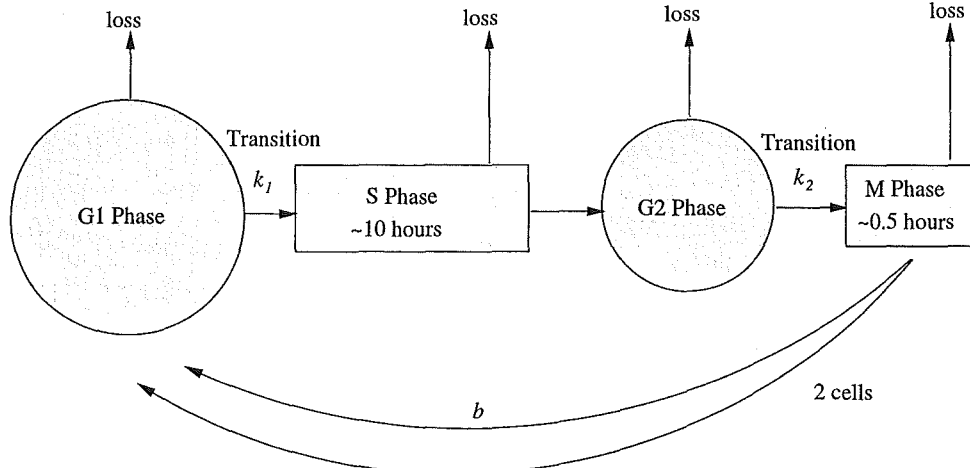 loss
loss
loss
loss
Transition
k1
G1 Phase
S Phase
~10 hours
G2 Phase
Transition
k2
M Phase
~0.5 hours
b
2 cells